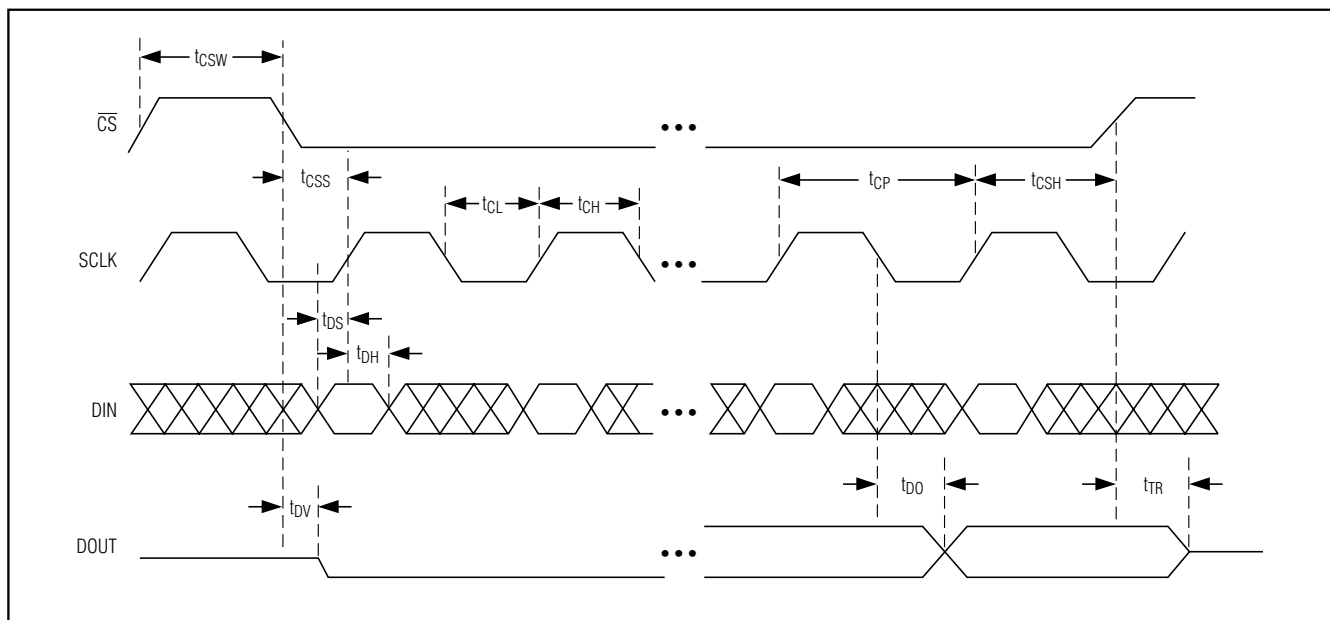 tCSW
CS
tCSS
tCL
tCH
tCP
tCSH
SCLK
tDS
tDH
DIN
tDV
tDO
tTR
DOUT